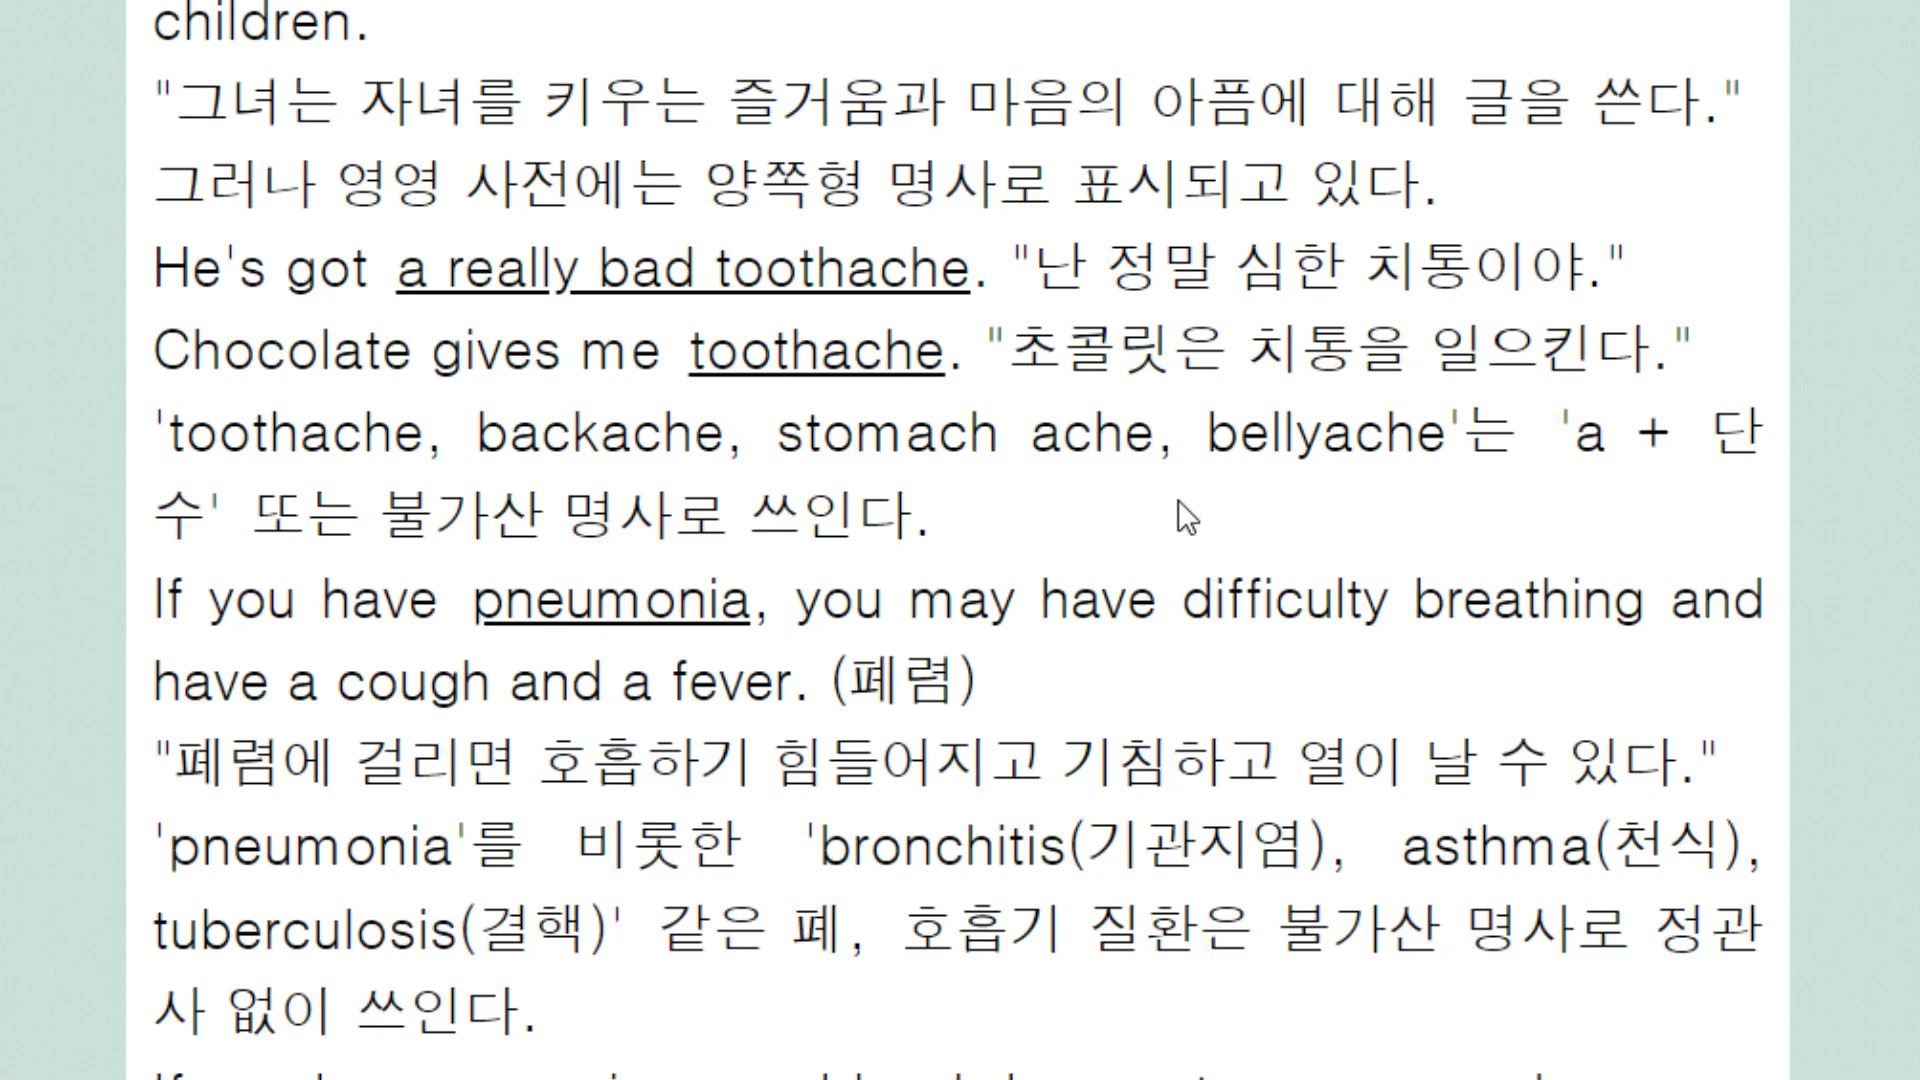 children.
"그녀는 자녀를 키우는 즐거움과 마음의 아픔에 대해 글을 쓴다."
그러나 영영 사전에는 양쪽형 명사로 표시되고 있다.
He's got a really bad toothache. "난 정말 심한 치통이야."
Chocolate gives me toothache. "초콜릿은 치통을 일으킨다."
'toothache, backache, stomach ache, bellyache'는 'a + 단
수' 또는 불가산 명사로 쓰인다.
If you have pneumonia, you may have difficulty breathing and
have a cough and a fever. (폐렴)
"폐렴에 걸리면 호흡하기 힘들어지고 기침하고 열이 날 수 있다."
'pneumonia'를 비롯한 'bronchitis(기관지염), asthma(천식),
tuberculosis(결핵)' 같은 폐, 호흡기 질환은 불가산 명사로 정관
사 없이 쓰인다.